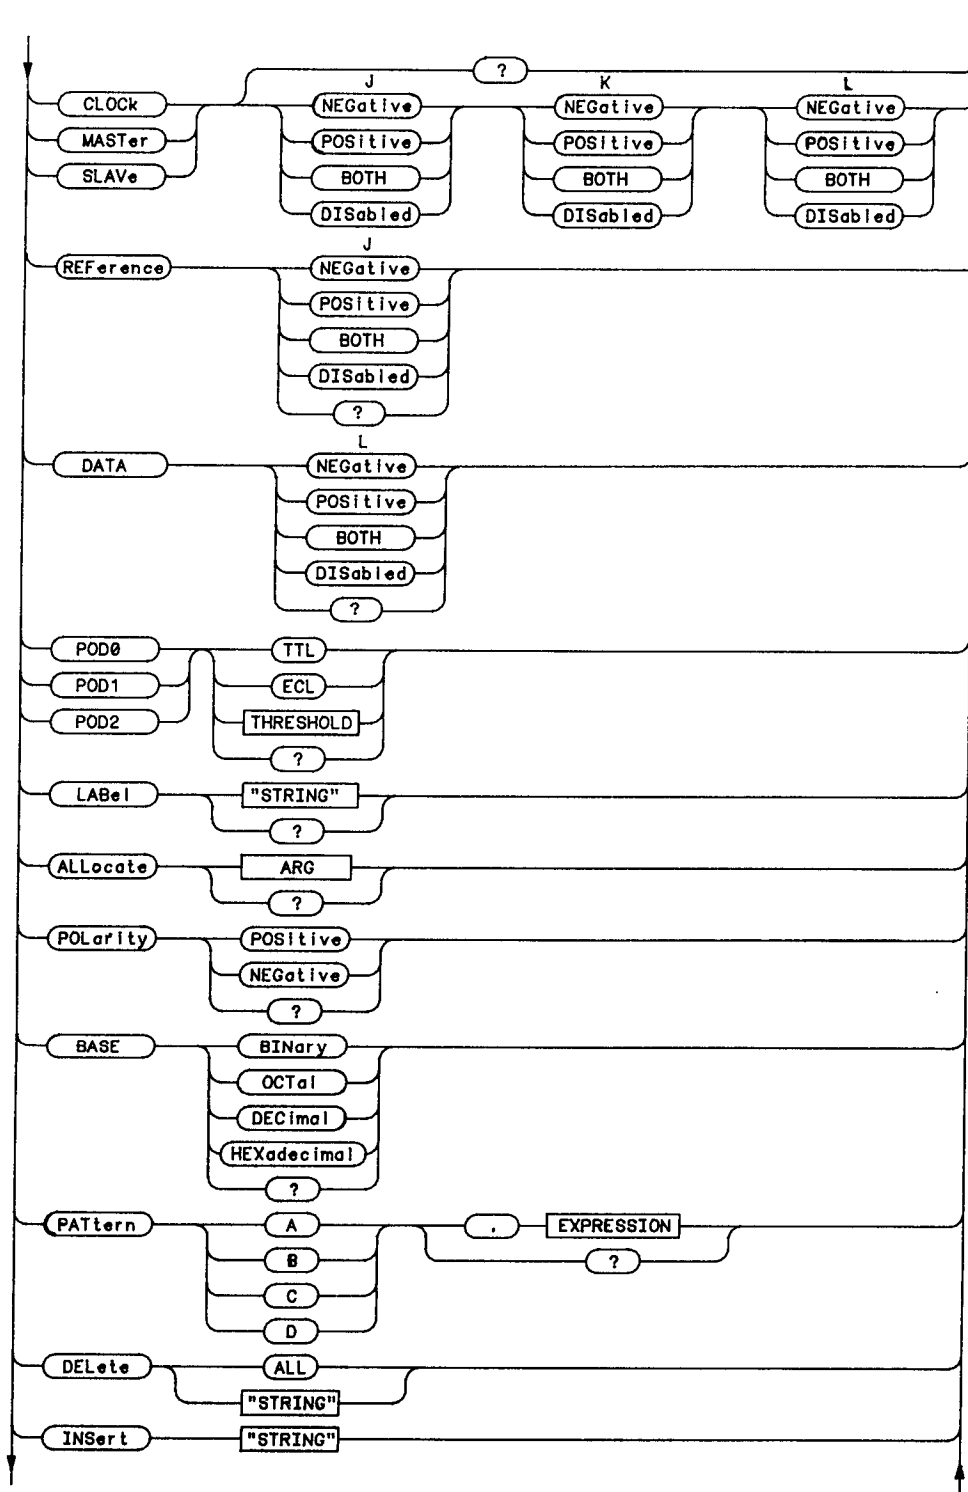 ?
J K L
CLOCk NEGative NEGative NEGative
MASTer POSitive POSitive POSitive
SLAVe BOTH BOTH BOTH
DISabled DISabled DISabled
J
REFerence NEGative
POSitive
BOTH
DISabled
?
L
DATA NEGative
POSitive
BOTH
DISabled
?
POD0 TTL
POD1 ECL
POD2 THRESHOLD
?
LABel "STRING"
?
ALLocate ARG
?
POLarity POSitive
NEGative
?
BASE BINary
OCTal
DECimal
HEXadecimal
?
PATtern A , EXPRESSION
B ?
C
D
DELete ALL
"STRING"
INSert "STRING"